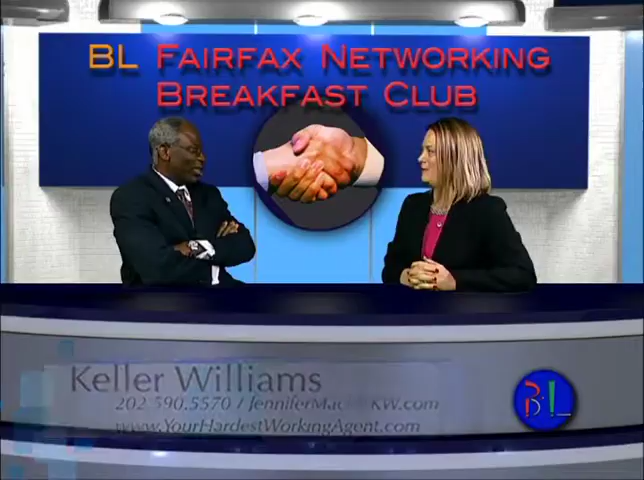 BL FAIRFAX NETWORKING
BREAKFAST CLUB
Keller Williams
202 590.5570 /
www.YourHardestWorkingAgent.com
BL